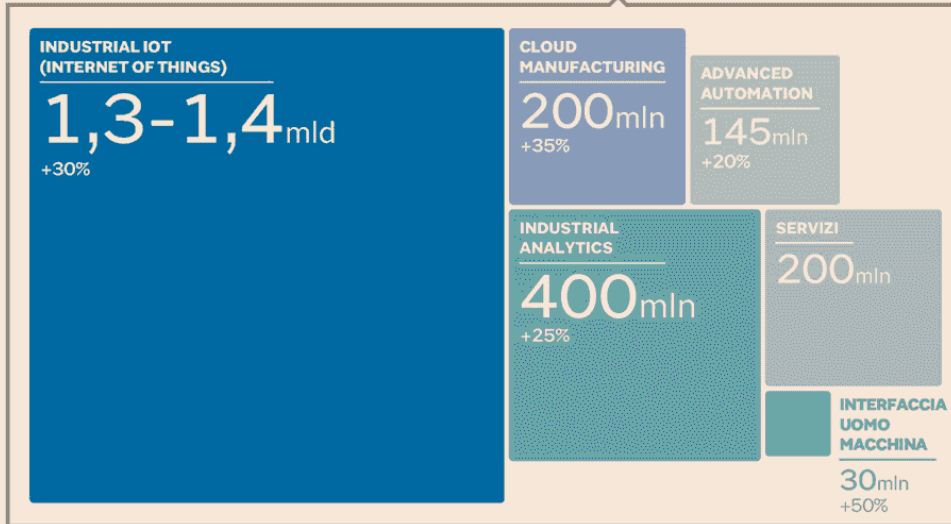 INDUSTRIAL IOT
(INTERNET OF THINGS)
1,3-1,4mld
+30%
CLOUD
MANUFACTURING
200mln
+35%
ADVANCED
AUTOMATION
145mln
+20%
INDUSTRIAL
ANALYTICS
400mln
+25%
SERVIZI
200mln
INTERFACCIA
UOMO
MACCHINA
30mln
+50%